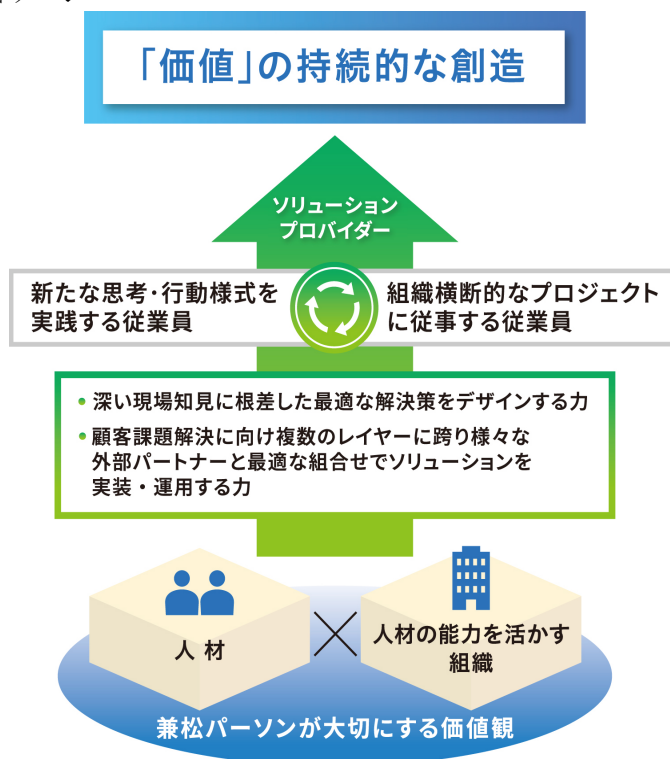 「価値」の持続的な創造
ソリューション
プロバイダー
新たな思考・行動様式を
実践する従業員
組織横断的なプロジェクト
に従事する従業員
• 深い現場知見に根差した最適な解決策をデザインする力
• 顧客課題解決に向け複数のレイヤーに跨り様々な
外部パートナーと最適な組合せでソリューションを
実装・運用する力
人材
人材の能力を活かす
組織
兼松パーソンが大切にする価値観